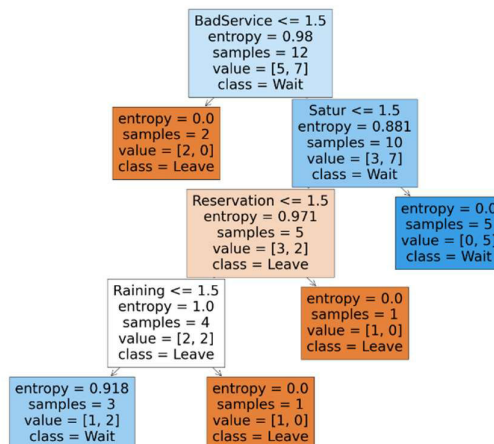 BadService <= 1.5
entropy = 0.98
samples = 12
value = [5, 7]
class = Wait
entropy = 0.0
samples = 2
value = [2, 0]
class = Leave
Satur <= 1.5
entropy = 0.881
samples = 10
value = [3, 7]
class = Wait
Reservation <= 1.5
entropy = 0.971
samples = 5
value = [3, 2]
class = Leave
entropy = 0.0
samples = 5
value = [0, 5]
class = Wait
Raining <= 1.5
entropy = 1.0
samples = 4
value = [2, 2]
class = Leave
entropy = 0.0
samples = 1
value = [1, 0]
class = Leave
entropy = 0.918
samples = 3
value = [1, 2]
class = Wait
entropy = 0.0
samples = 1
value = [1, 0]
class = Leave